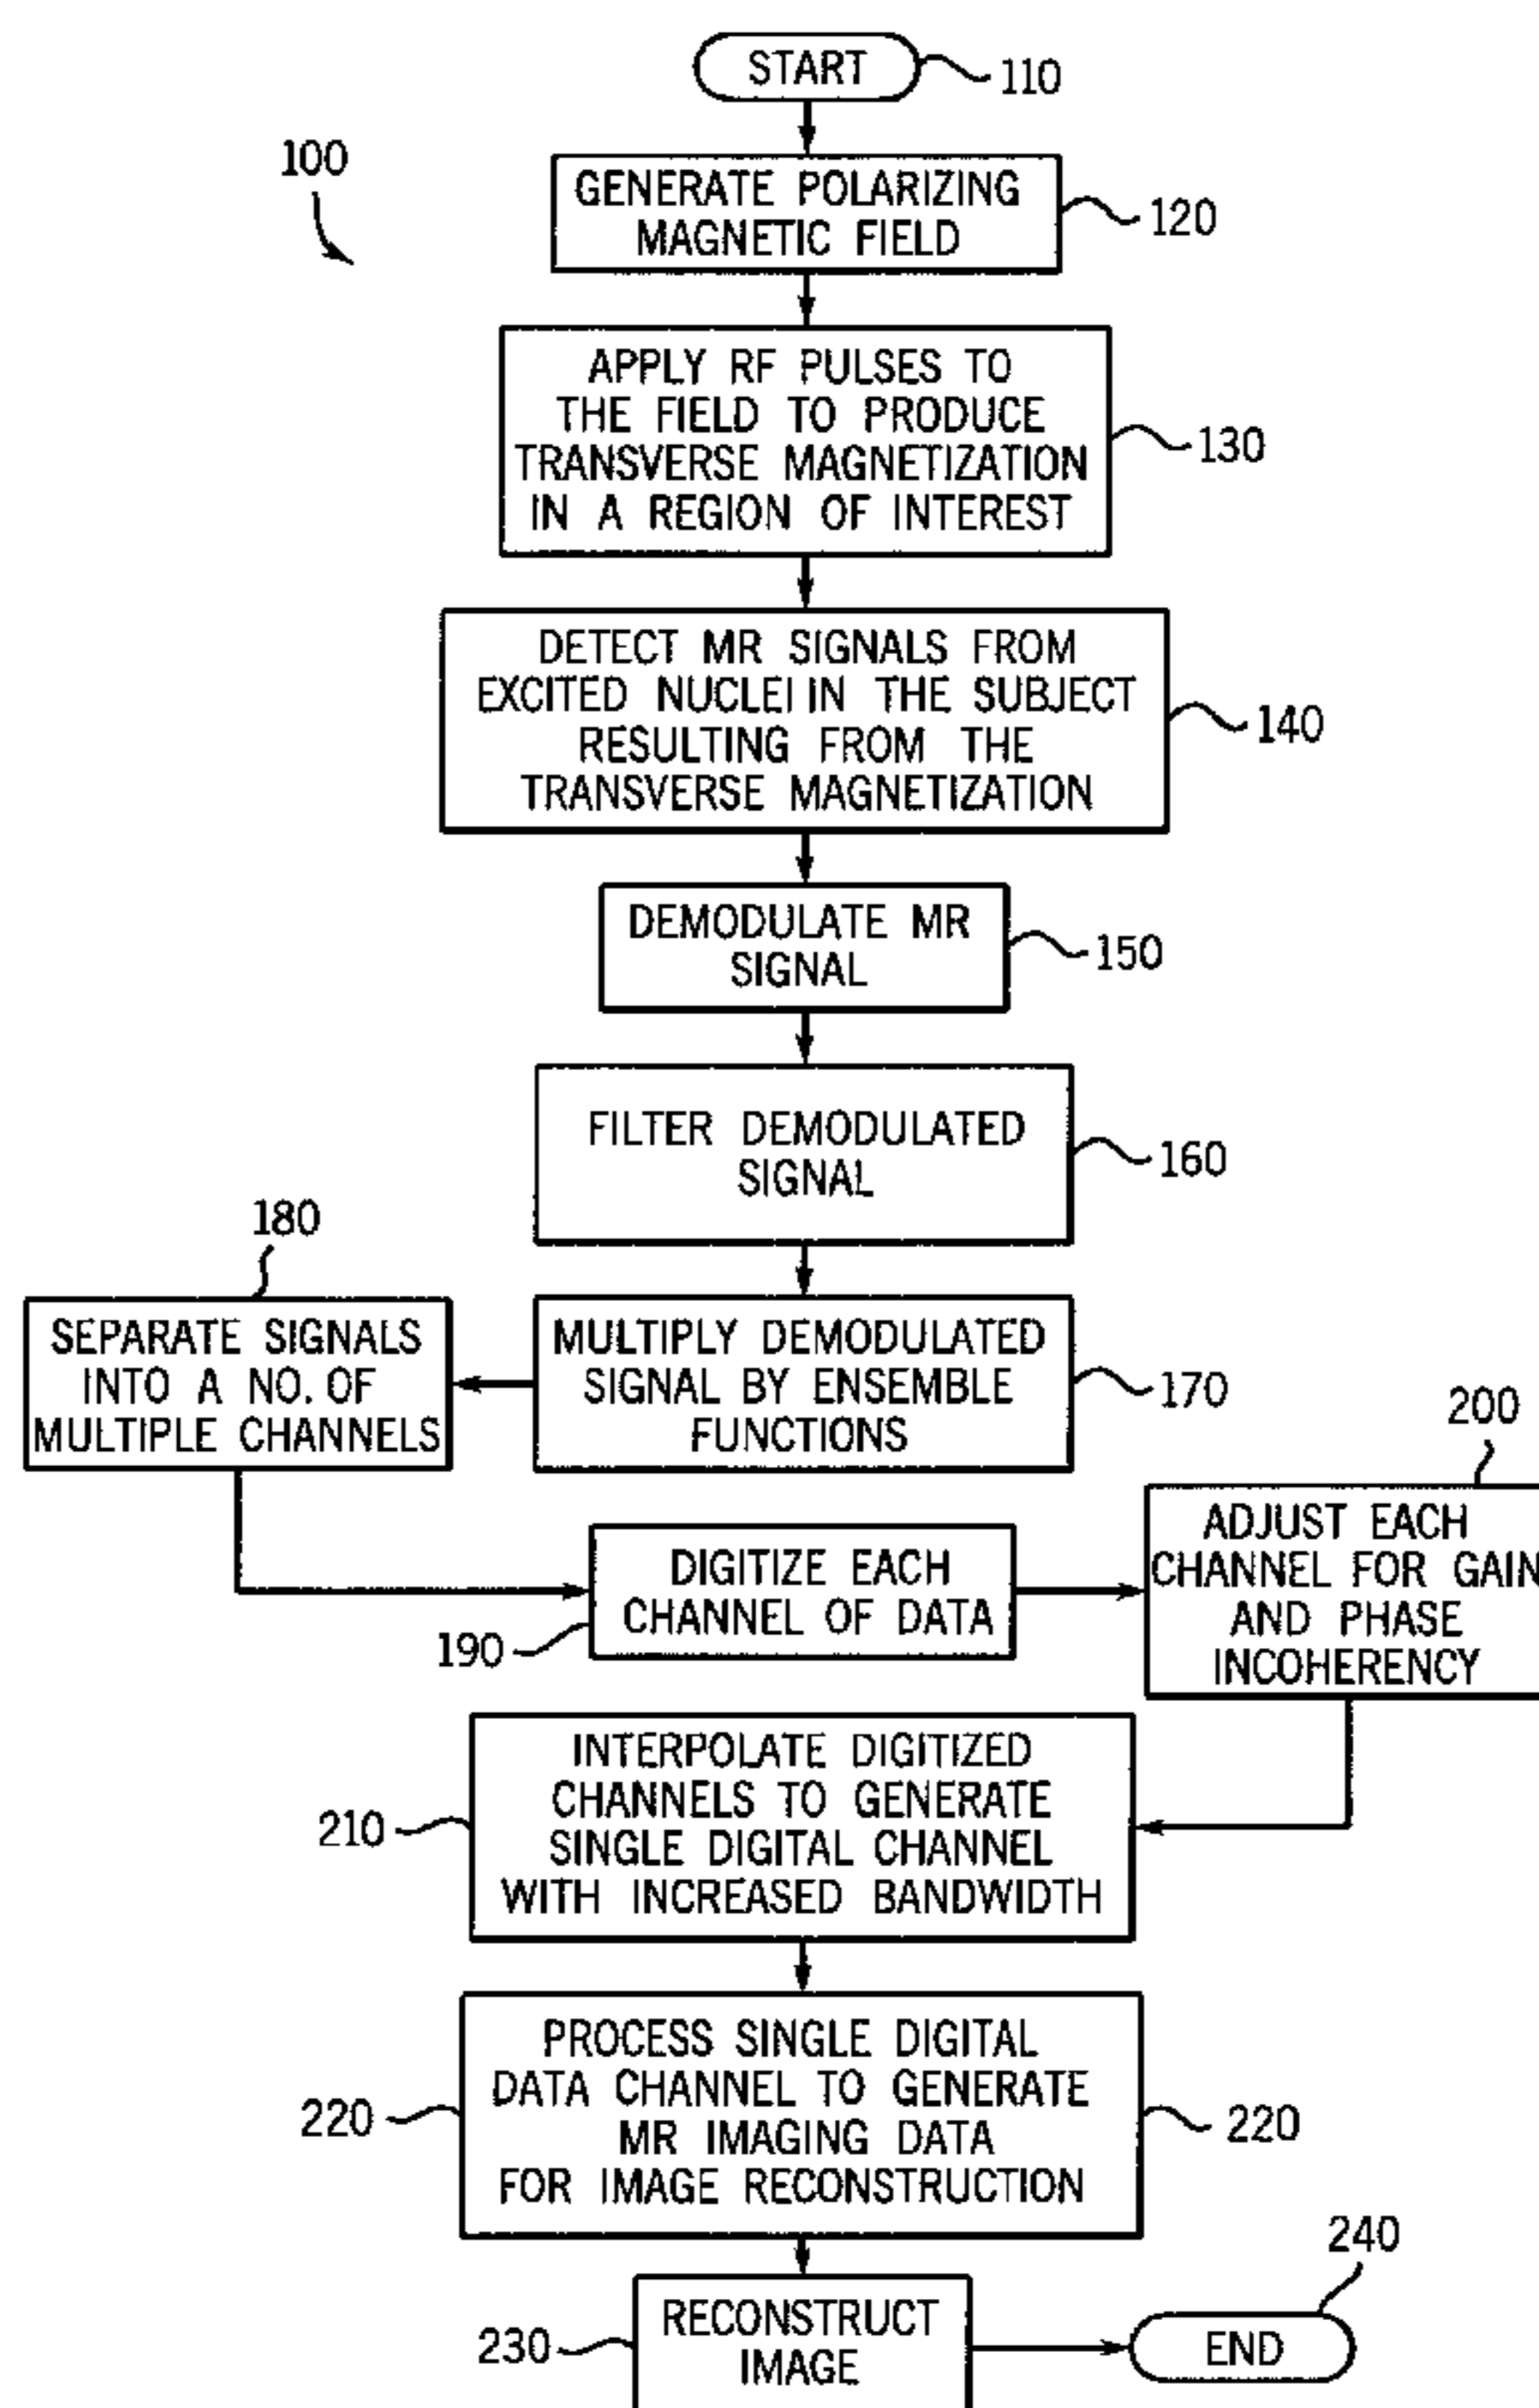 START
110
100
GENERATE POLARIZING
MAGNETIC FIELD
120
APPLY RF PULSES TO
THE FIELD TO PRODUCE
TRANSVERSE MAGNETIZATION
IN A REGION OF INTEREST
130
DETECT MR SIGNALS FROM
EXCITED NUCLEI IN THE SUBJECT
RESULTING FROM THE
TRANSVERSE MAGNETIZATION
140
DEMODULATE MR
SIGNAL
150
FILTER DEMODULATED
SIGNAL
160
MULTIPLY DEMODULATED
SIGNAL BY ENSEMBLE
FUNCTIONS
170
180
SEPARATE SIGNALS
INTO A NO. OF
MULTIPLE CHANNELS
DIGITIZE EACH
CHANNEL OF DATA
190
200
ADJUST EACH
CHANNEL FOR GAIN
AND PHASE
INCOHERENCY
INTERPOLATE DIGITIZED
CHANNELS TO GENERATE
SINGLE DIGITAL CHANNEL
WITH INCREASED BANDWIDTH
210
PROCESS SINGLE DIGITAL
DATA CHANNEL TO GENERATE
MR IMAGING DATA
FOR IMAGE RECONSTRUCTION
220
220
RECONSTRUCT
IMAGE
230
240
END